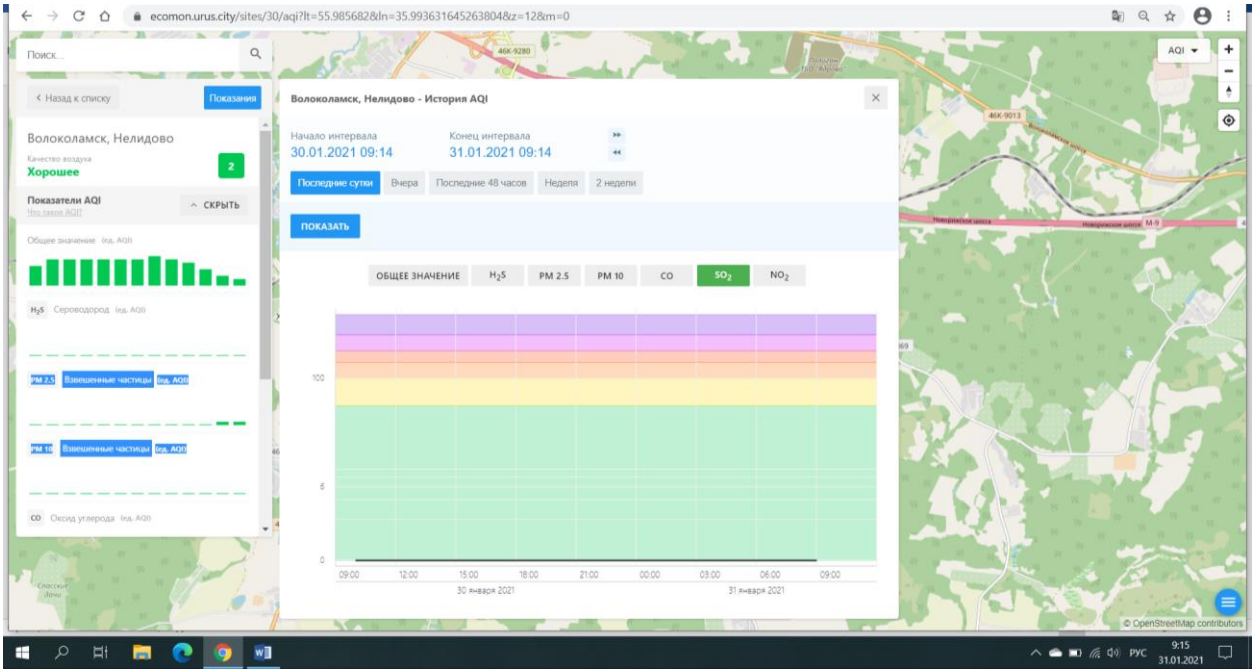 ecomon.urus.city/sites/30/aqi?lt=55.985682&ln=35.993631645263804&z=12&m=0
Поиск...
46К-9280
AQI
Назад к списку
Показания
Волоколамск, Нелидово - История AQI
46К-9013
Волоколамск, Нелидово
Качество воздуха
Хорошее
2
Начало интервала
Конец интервала
30.01.2021 09:14
31.01.2021 09:14
Последние сутки
Вчера
Последние 48 часов
Неделя
2 недели
Показатели AQI
Что такое AQI?
СКРЫТЬ
ПОКАЗАТЬ
Новорижское шоссе
Новорижское шоссе
М-9
Общее значение (ед. AQI)
ОБЩЕЕ ЗНАЧЕНИЕ
H₂S
PM 2.5
PM 10
CO
SO₂
NO₂
H₂S Сероводород (ед. AQI)
PM 2.5 Взвешенные частицы (ед. AQI)
PM 10 Взвешенные частицы (ед. AQI)
CO Оксид углерода (ед. AQI)
100
6
0
09:00
12:00
15:00
18:00
21:00
00:00
03:00
06:00
09:00
30 января 2021
31 января 2021
© OpenStreetMap contributors
РУС
9:15
31.01.2021